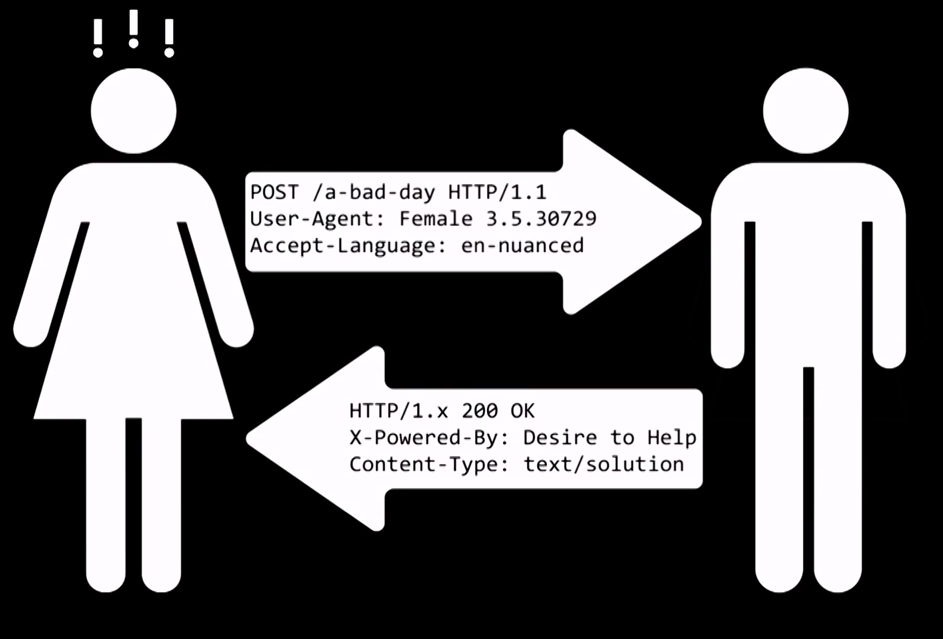 ! ! !
POST /a-bad-day HTTP/1.1
User-Agent: Female 3.5.30729
Accept-Language: en-nuanced
HTTP/1.x 200 OK
X-Powered-By: Desire to Help
Content-Type: text/solution